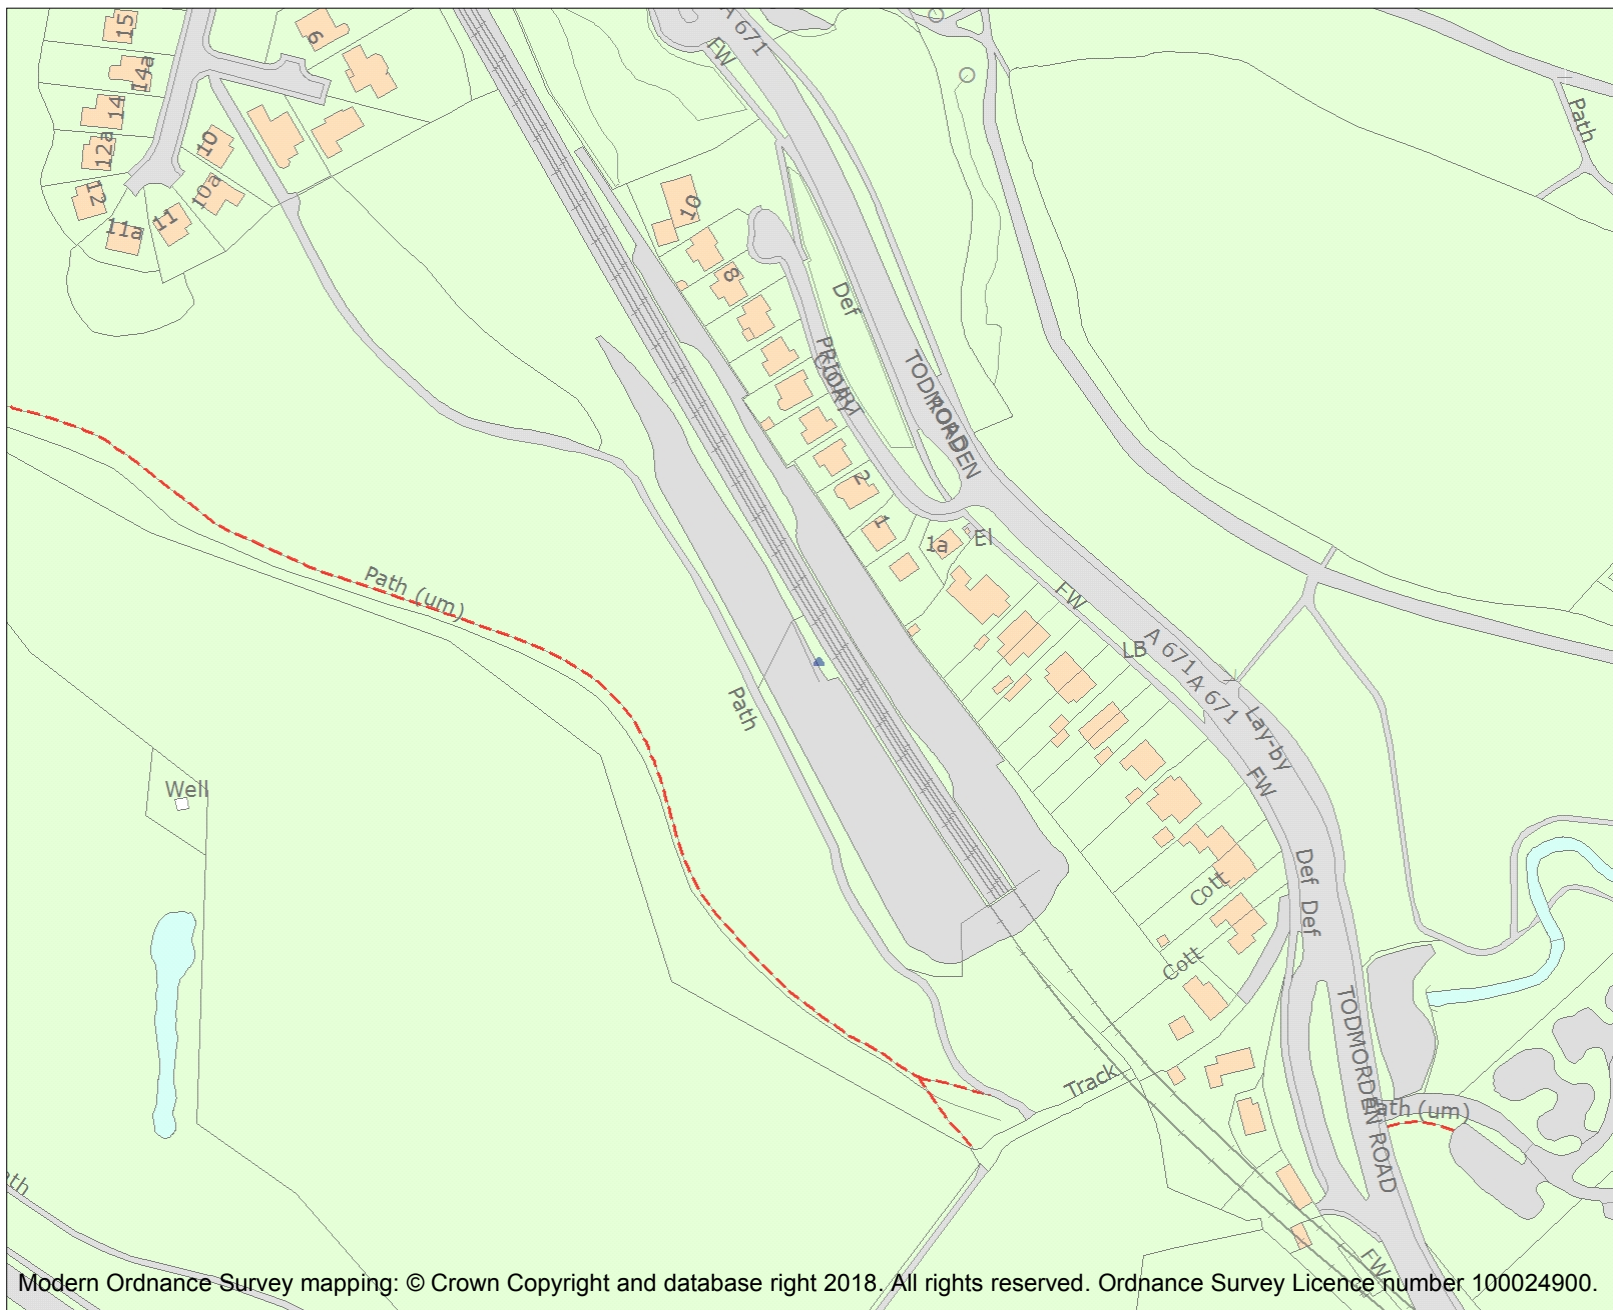 15
6
A 671
FW
14a
14
12a
10
12
10a
11
11a
Path
10
8
Def
PRIORY
COURT
TODMORDEN
ROAD
2
1
1a
El
Path (um)
FW
LB
A 671
A 671
Path
Lay-by
FW
Well
Def
Cott
Def
Cott
TODMORDEN ROAD
Track
Path (um)
FW
Modern Ordnance Survey mapping: © Crown Copyright and database right 2018. All rights reserved. Ordnance Survey Licence number 100024900.